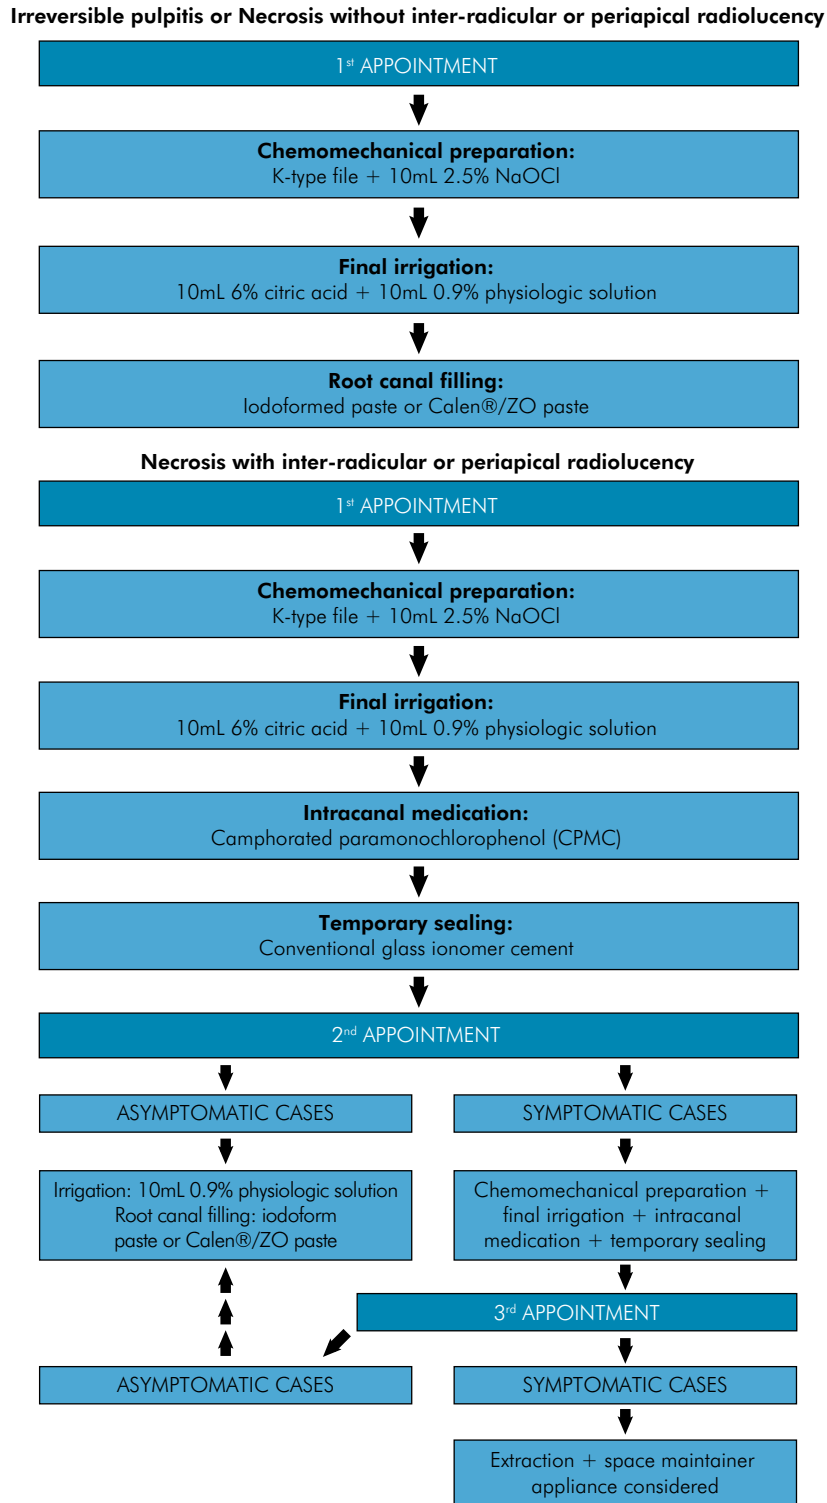 Irreversible pulpitis or Necrosis without inter-radicular or periapical radiolucency
1st APPOINTMENT
Chemomechanical preparation:
K-type file + 10mL 2.5% NaOCl
Final irrigation:
10mL 6% citric acid + 10mL 0.9% physiologic solution
Root canal filling:
Iodoformed paste or Calen®/ZO paste
Necrosis with inter-radicular or periapical radiolucency
1st APPOINTMENT
Chemomechanical preparation:
K-type file + 10mL 2.5% NaOCl
Final irrigation:
10mL 6% citric acid + 10mL 0.9% physiologic solution
Intracanal medication:
Camphorated paramonochlorophenol (CPMC)
Temporary sealing:
Conventional glass ionomer cement
2nd APPOINTMENT
ASYMPTOMATIC CASES
SYMPTOMATIC CASES
Irrigation: 10mL 0.9% physiologic solution
Root canal filling: iodoform
paste or Calen®/ZO paste
Chemomechanical preparation +
final irrigation + intracanal
medication + temporary sealing
3rd APPOINTMENT
ASYMPTOMATIC CASES
SYMPTOMATIC CASES
Extraction + space maintainer
appliance considered